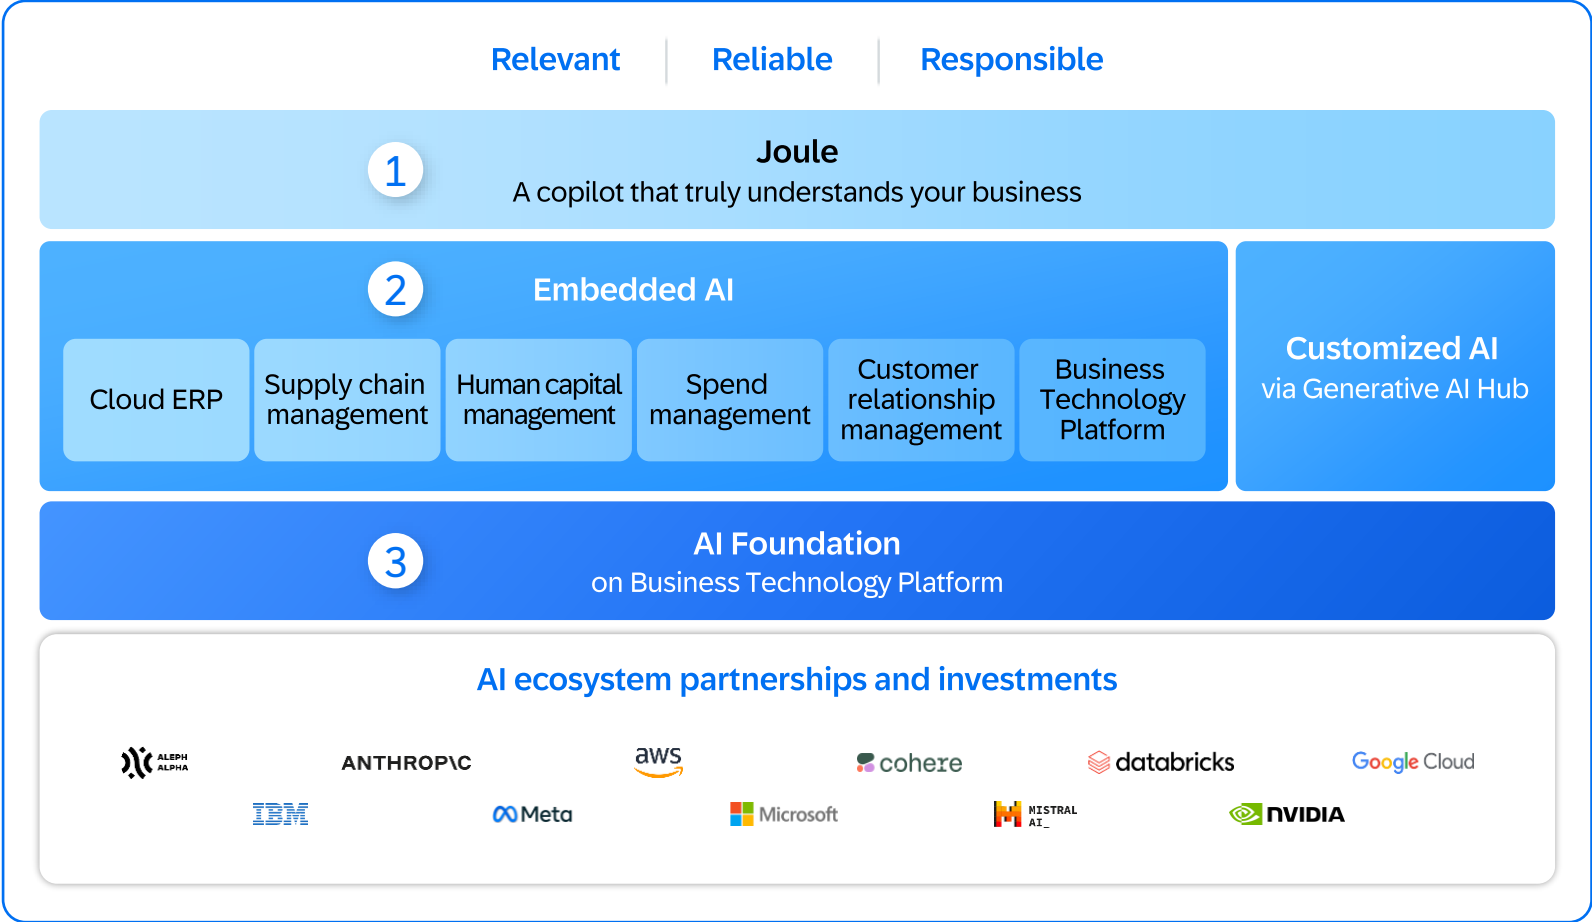 Relevant
Reliable
Responsible
1
Joule
A copilot that truly understands your business
2
Embedded AI
Cloud ERP
Supply chain
management
Human capital
management
Spend
management
Customer
relationship
management
Business
Technology
Platform
Customized AI
via Generative AI Hub
3
AI Foundation
on Business Technology Platform
AI ecosystem partnerships and investments
ALEPH
ALPHA
ANTHROP\C
aws
cohere
databricks
Google Cloud
IBM
Meta
Microsoft
MISTRAL
AI_
NVIDIA